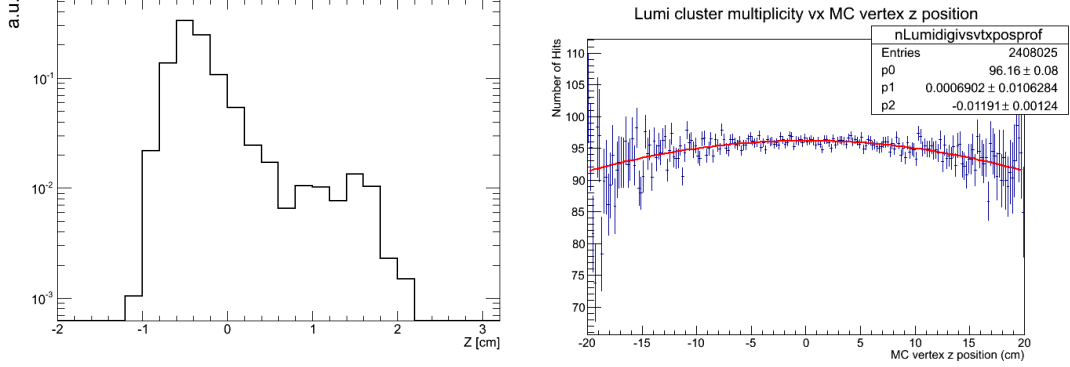 a.u.
10⁻¹
10⁻²
10⁻³
-2 -1 0 1 2 3
Z [cm]
Lumi cluster multiplicity vx MC vertex z position
nLumidigivsvtxposprof
Entries 2408025
p0 96.16 ± 0.08
p1 0.0006902 ± 0.0106284
p2 -0.01191 ± 0.00124
Number of Hits
110
105
100
95
90
85
80
75
70
-20 -15 -10 -5 0 5 10 15 20
MC vertex z position (cm)